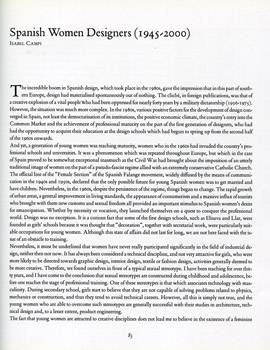 Spanish Women Designers (1945-2000)
Isabel Campi
The incredible boom in Spanish design, which took place in the 1980s, gave the impression that in this southern Europe, design had materialised spontaneously out of nothing. The cliché, in foreign publications, was that of
a creative explosion of a vital people who had been oppressed for nearly forty years by a military dictatorship (1936-1975).
However, the situation was much more complex. In the 1980s, various positive factors for the development of design converged in Spain, not least the democratisation of its institutions, the positive economic climate, the country's entry into the
Common Market and the achievement of professional maturity on the part of the first generation of designers, who had
had the opportunity to acquire their education at the design schools which had begun to spring up from the second half
of the 1960s onwards.
And yet, a generation of young women was reaching maturity, women who in the 1960s had invaded the country's professional schools and universities. It was a phenomenon which was repeated throughout Europe, but which in the case
of Spain proved to be somewhat exceptional inasmuch as the Civil War had brought about the imposition of an utterly
traditional image of women on the part of a pseudo-fascist regime allied with an extremely conservative Catholic Church.
The official line of the "Female Section" of the Spanish Falange movement, widely diffused by the means of communication in the 1940s and 1950s, declared that the only possible future for young Spanish women was to get married and
have children. Nevertheless, in the 1960s, despite the persistence of the regime, things began to change. The rapid growth
of urban areas, a general improvement in living standards, the appearance of consumerism and a massive influx of tourists
who brought with them new customs and sexual freedom all provided an important stimulus to Spanish women's desire
for emancipation. Whether by necessity or vocation, they launched themselves on a quest to conquer the professional
world. Design was no exception. It is a curious fact that some of the first design schools, such as Elisava and Llar, were
founded as girls' schools because it was thought that "decoration", together with secretarial work, were particularly suitable occupations for young women. Although this state of affairs did not last for long, we are not here faced with the issue of an obstacle to training.
Nevertheless, it must be underlined that women have never really participated significantly in the field of industrial design, neither then nor now. It has always been considered a technical discipline, and not very attractive for girls, who were
more likely to be directed towards graphic design, interior design, textile or fashion design, activities generally deemed to
be more creative. Therefore, we found ourselves in front of a typical sexual stereotype. I have been teaching for over thirty years, and I have come to the conclusion that sexual stereotypes are constructed during childhood and adolescence, before one reaches the stage of professional training. One of these stereotypes is that which associates technology with masculinity. During secondary school, girls start to believe that they are not capable of solving problems related to physics,
mechanics or construction, and thus they tend to avoid technical careers. However, all this is simply not true, and the
young women who are able to overcome such stereotypes are generally successful with their studies in architecture, technical design and, to a lesser extent, product engineering.
The fact that young women are attracted to creative disciplines does not lead me to believe in the existence of a feminine
85